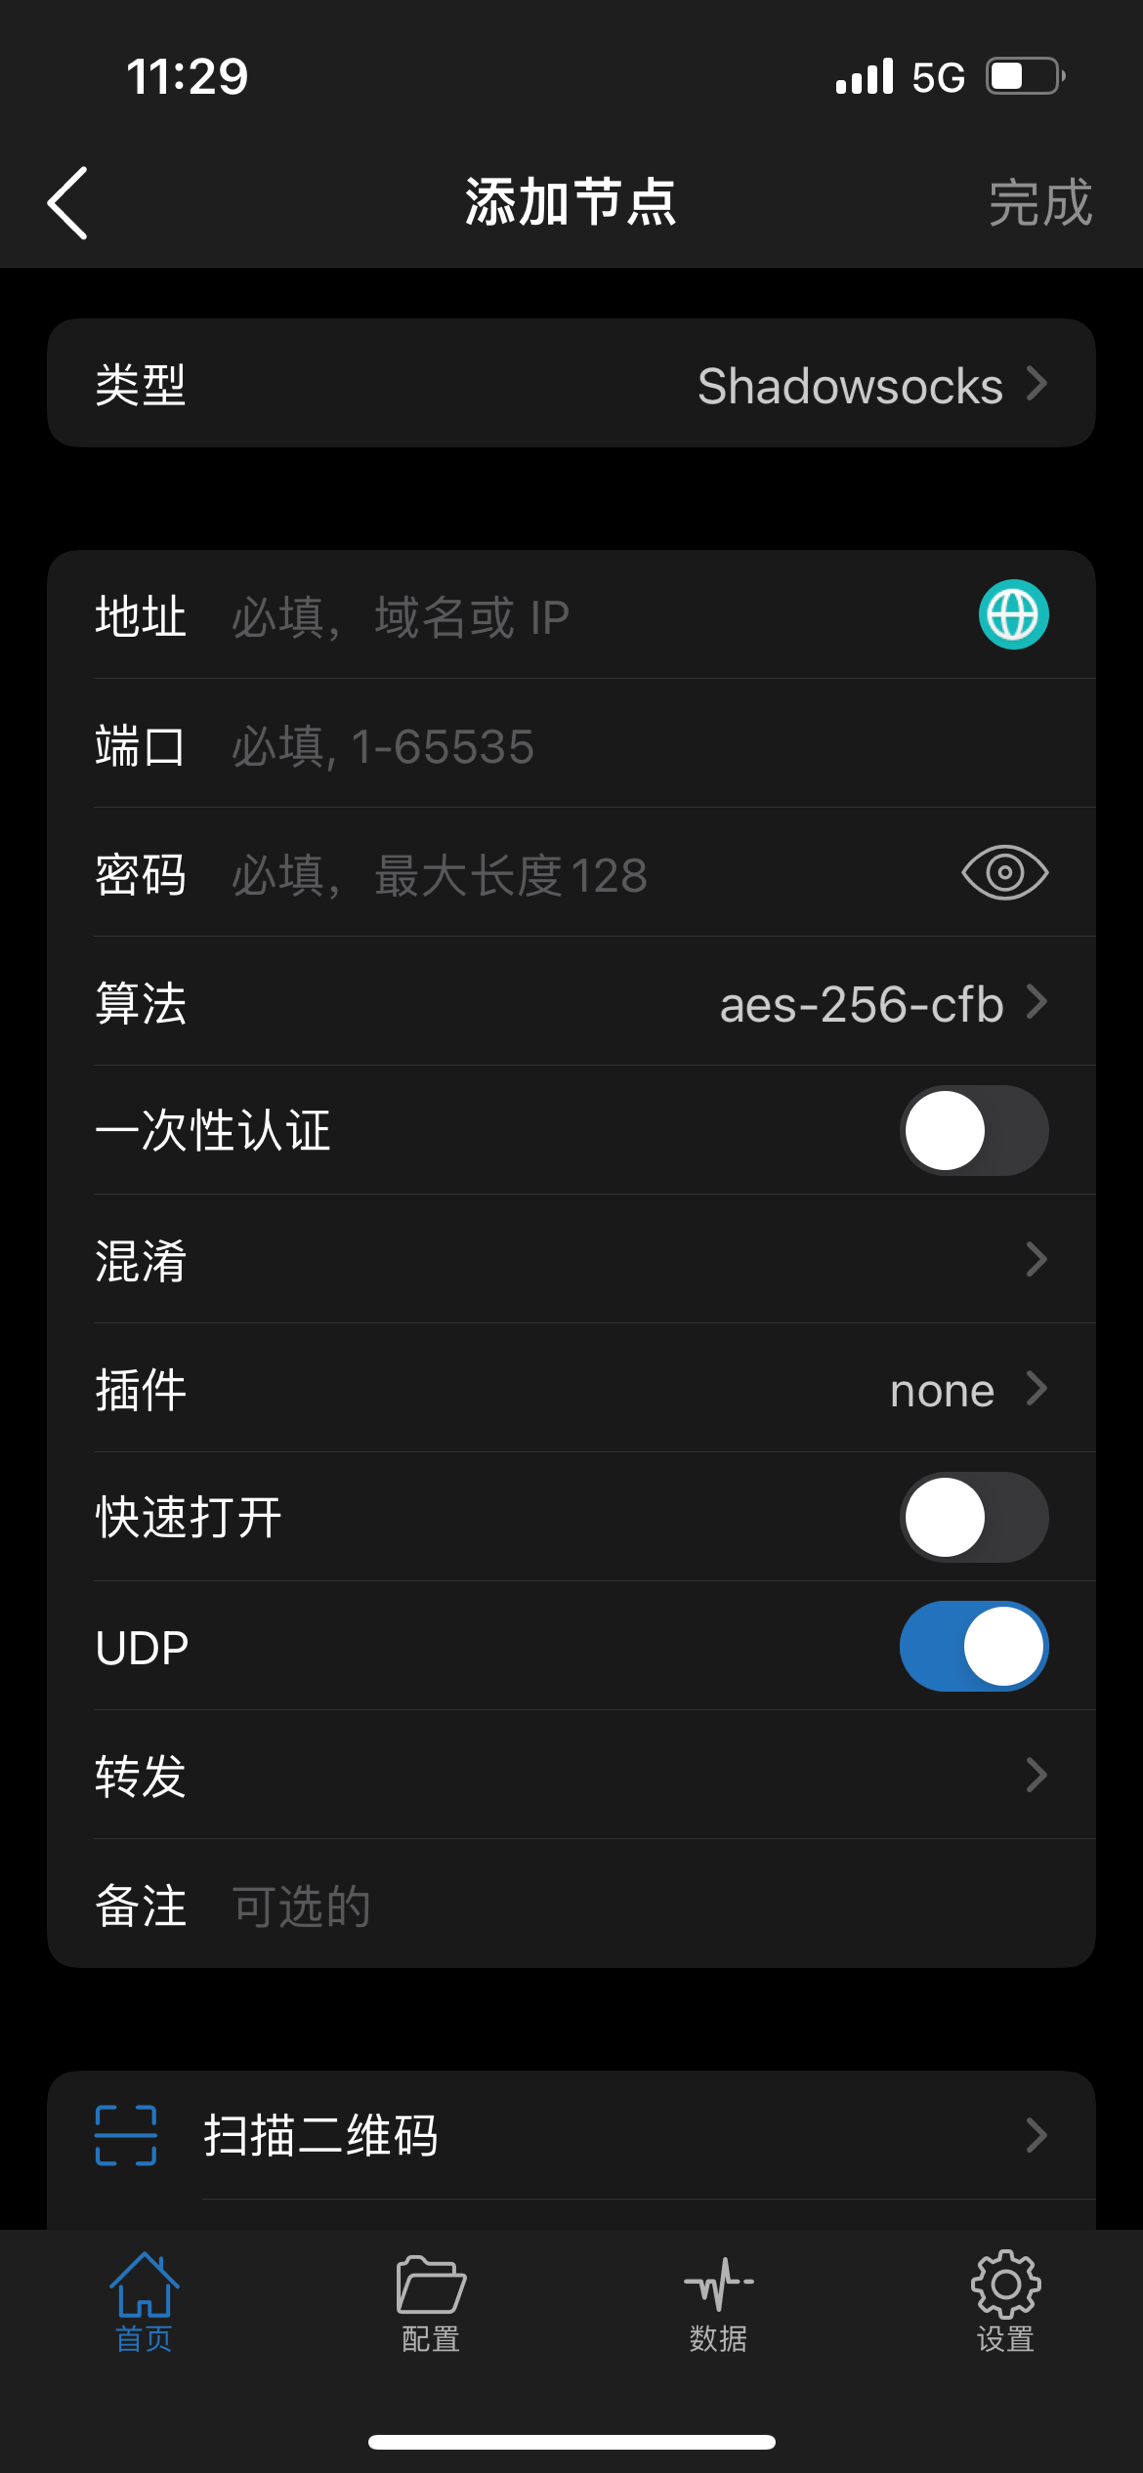 11:29
5G
添加节点
完成
类型 Shadowsocks
地址 必填，域名或 IP
端口 必填, 1-65535
密码 必填，最大长度128
算法 aes-256-cfb
一次性认证
混淆
插件 none
快速打开
UDP
转发
备注 可选的
扫描二维码
首页 配置 数据 设置